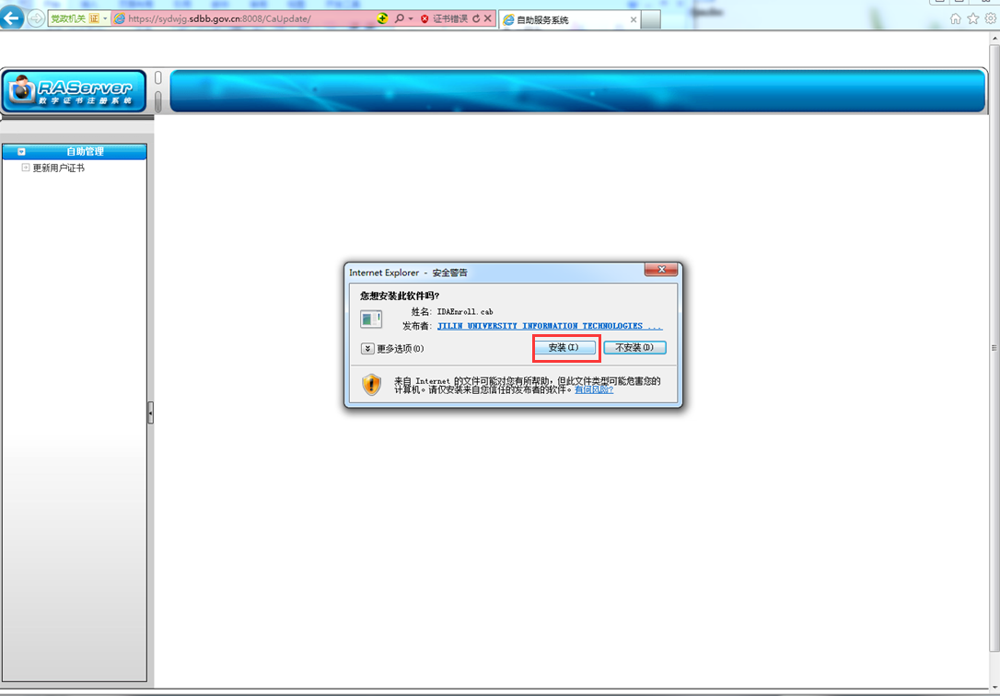 党政机关 证 https://sydwjg.sdbb.gov.cn:8008/CaUpdate/ 证书错误 自助服务系统
RAServer
数字证书注册系统
自助管理
更新用户证书
Internet Explorer - 安全警告
您想安装此软件吗?
姓名: IDAEnroll.cab
发布者: JILIN UNIVERSITY INFORMATION TECHNOLOGIES ...
更多选项(O) 安装(I) 不安装(D)
来自 Internet 的文件可能对您有所帮助，但此文件类型可能危害您的
计算机。请仅安装来自您信任的发布者的软件。有何风险?